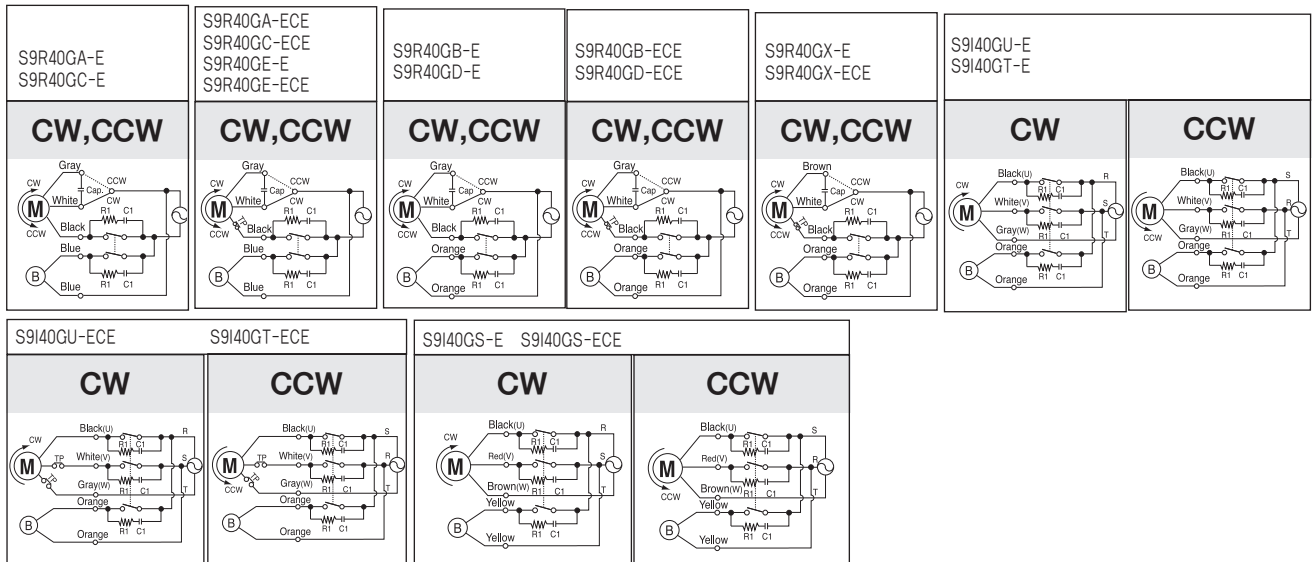 S9R40GA-E
S9R40GC-E
CW,CCW
Gray
CW
CCW
Cap.
White
CW
M
R1 C1
CCW
Black
Blue
B
R1 C1
Blue
S9R40GA-ECE
S9R40GC-ECE
S9R40GE-E
S9R40GE-ECE
CW,CCW
Gray
CW
CCW
Cap
White
CW
M
TP
R1 C1
CCW
Black
Blue
B
R1 C1
Blue
S9R40GB-E
S9R40GD-E
CW,CCW
Gray
CW
CCW
Cap
White
CW
M
R1 C1
CCW
Black
Orange
B
R1 C1
Orange
S9R40GB-ECE
S9R40GD-ECE
CW,CCW
Gray
CW
CCW
Cap
White
CW
M
TP
R1 C1
CCW
Black
Orange
B
R1 C1
Orange
S9R40GX-E
S9R40GX-ECE
CW,CCW
Brown
CW
CCW
Cap
White
CW
M
TP
R1 C1
CCW
Black
Orange
B
R1 C1
Orange
S9I40GU-E
S9I40GT-E
CW
Black(U) R
CW
R1 C1
White(V) S
M
Gray(W) R1 C1 T
Orange
B
R1 C1
Orange
CCW
Black(U) S
R1 C1
White(V) R
M
CCW
Gray(W) R1 C1 T
Orange
B
R1 C1
Orange
S9I40GU-ECE S9I40GT-ECE
CW
Black(U) R
CW
R1 C1
TP White(V) S
M
TP
Gray(W) R1 C1 T
Orange
B
R1 C1
Orange
CCW
Black(U) S
R1 C1
TP White(V) R
M
TP
CCW
Gray(W) R1 C1 T
Orange
B
R1 C1
Orange
S9I40GS-E S9I40GS-ECE
CW
Black(U) R
CW
R1 C1
Red(V) S
M
Brown(W) R1 C1 T
Yellow
B
R1 C1
Yellow
CCW
Black(U) S
R1 C1
Red(V) R
M
CCW
Brown(W) R1 C1 T
Yellow
B
R1 C1
Yellow